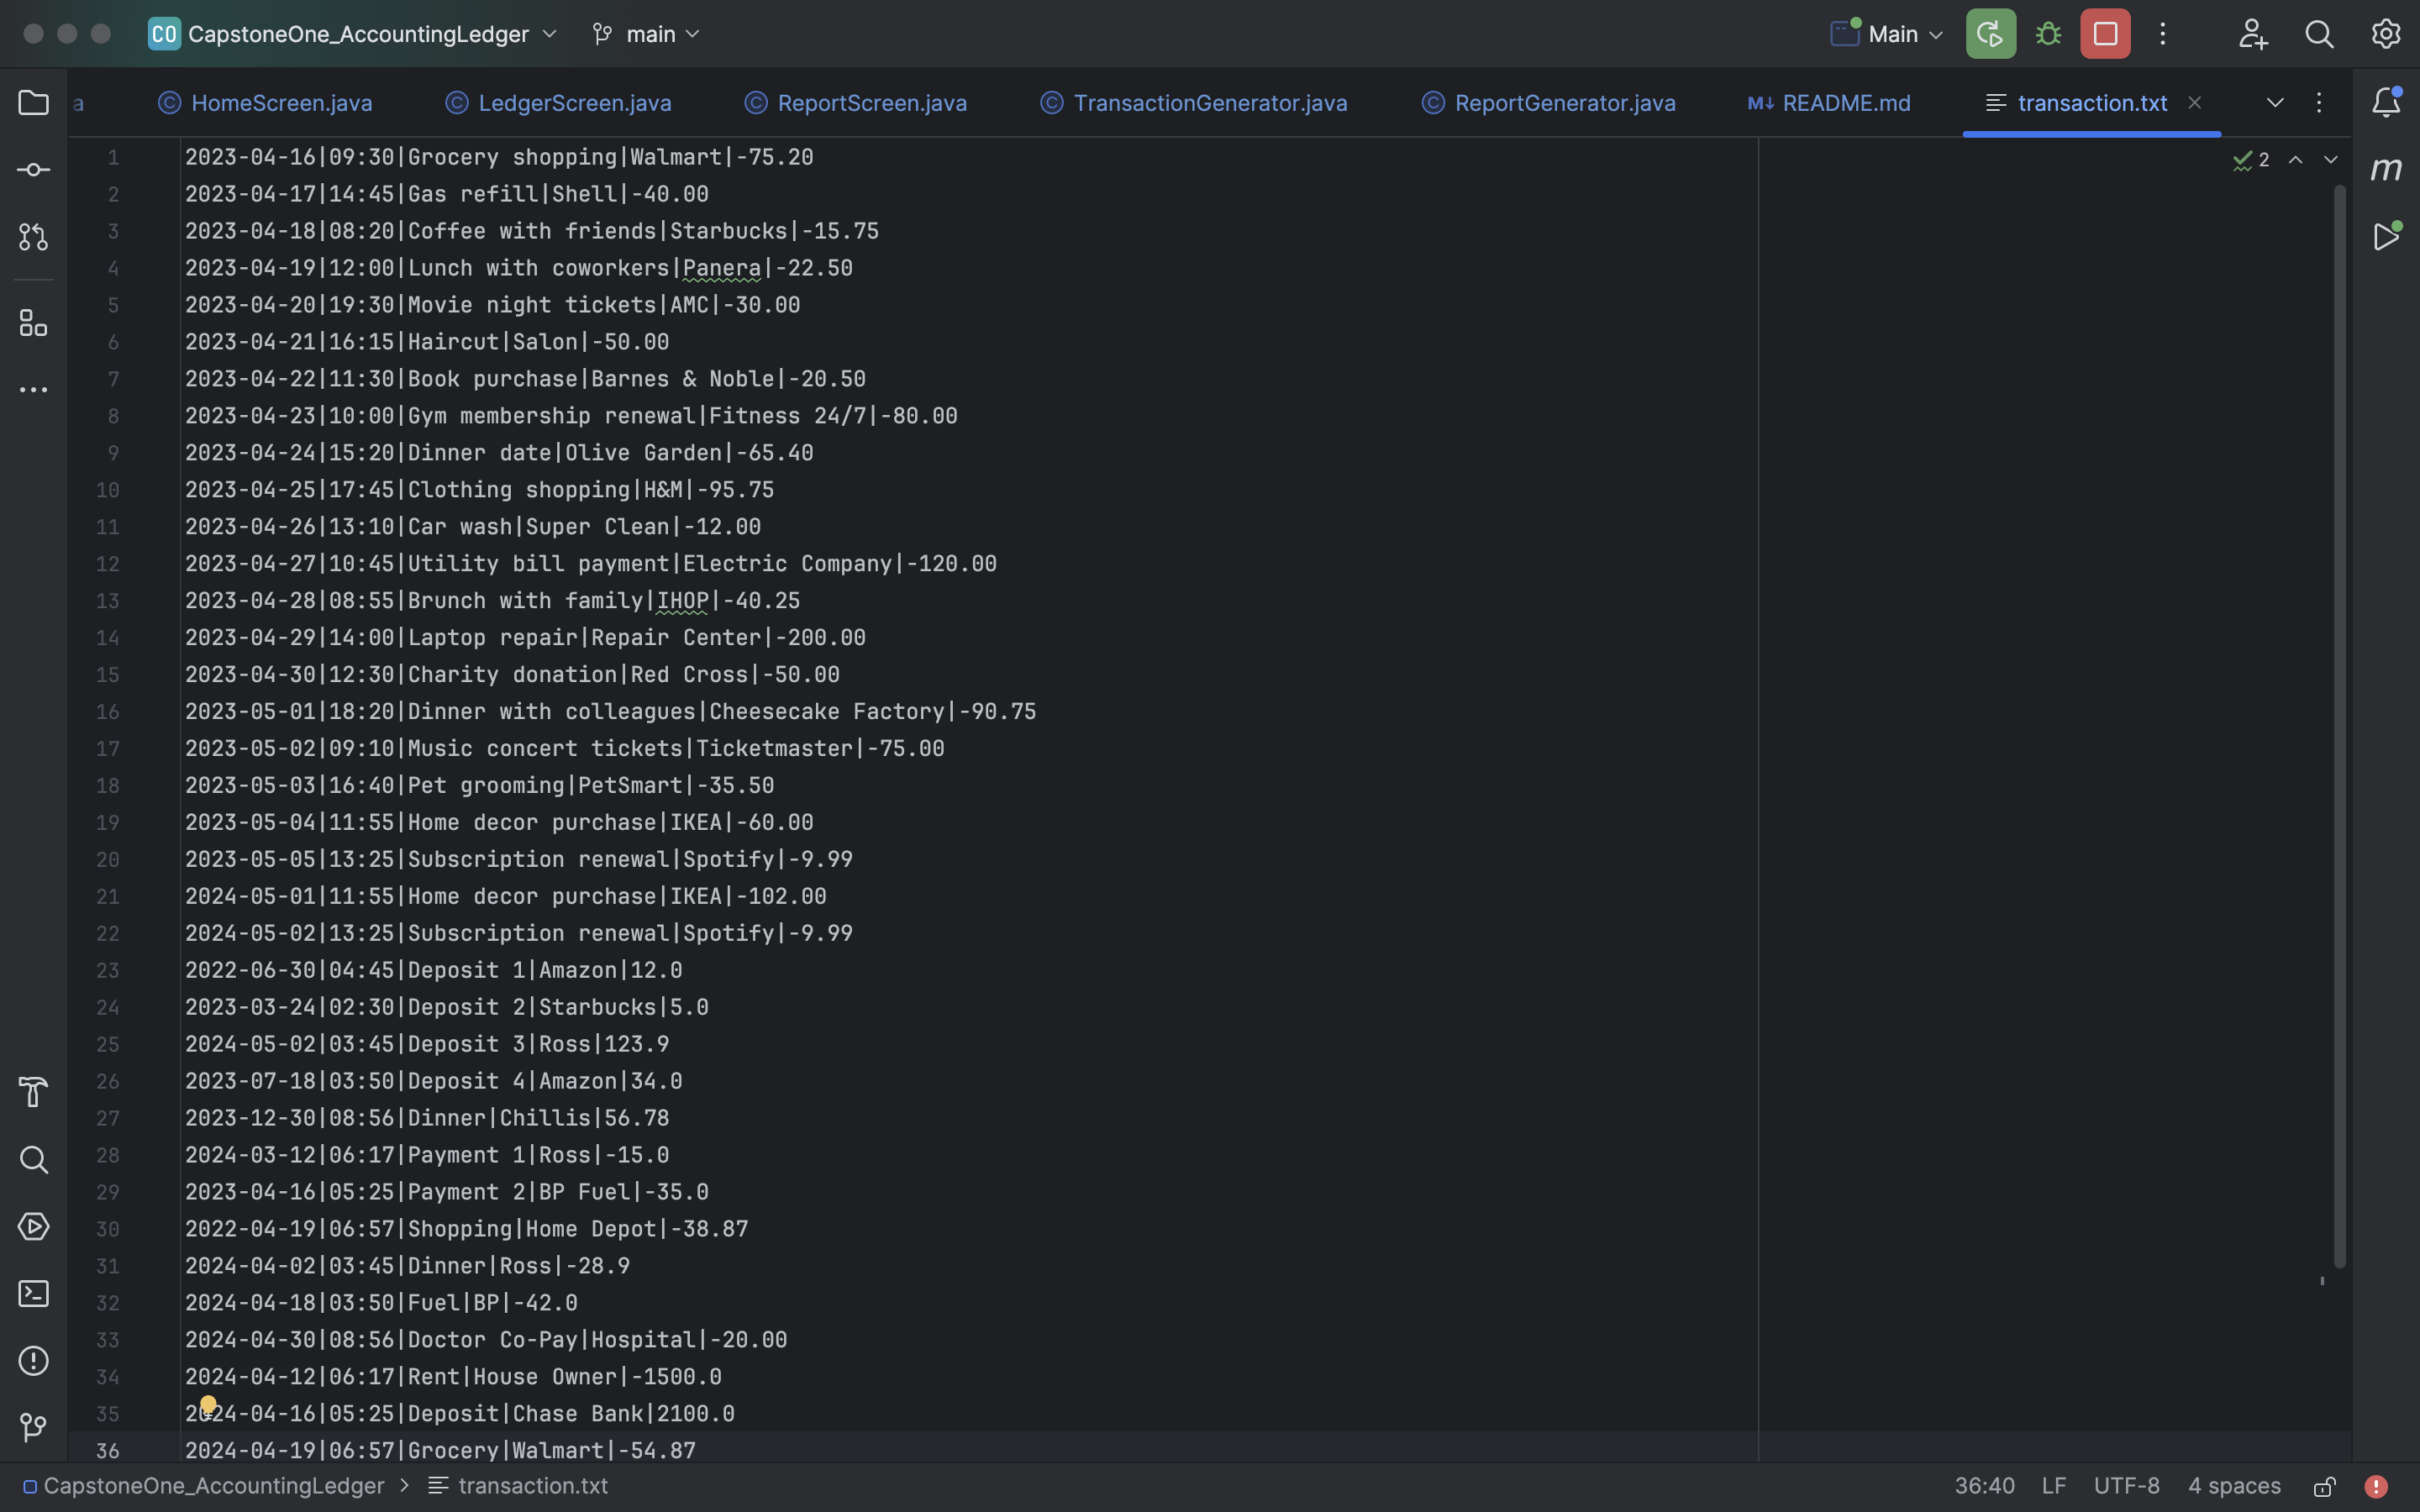 CO CapstoneOne_AccountingLedger main Main
a HomeScreen.java LedgerScreen.java ReportScreen.java TransactionGenerator.java ReportGenerator.java M↓ README.md transaction.txt
2
m
1 2023-04-16|09:30|Grocery shopping|Walmart|-75.20
2 2023-04-17|14:45|Gas refill|Shell|-40.00
3 2023-04-18|08:20|Coffee with friends|Starbucks|-15.75
4 2023-04-19|12:00|Lunch with coworkers|Panera|-22.50
5 2023-04-20|19:30|Movie night tickets|AMC|-30.00
6 2023-04-21|16:15|Haircut|Salon|-50.00
7 2023-04-22|11:30|Book purchase|Barnes & Noble|-20.50
8 2023-04-23|10:00|Gym membership renewal|Fitness 24/7|-80.00
9 2023-04-24|15:20|Dinner date|Olive Garden|-65.40
10 2023-04-25|17:45|Clothing shopping|H&M|-95.75
11 2023-04-26|13:10|Car wash|Super Clean|-12.00
12 2023-04-27|10:45|Utility bill payment|Electric Company|-120.00
13 2023-04-28|08:55|Brunch with family|IHOP|-40.25
14 2023-04-29|14:00|Laptop repair|Repair Center|-200.00
15 2023-04-30|12:30|Charity donation|Red Cross|-50.00
16 2023-05-01|18:20|Dinner with colleagues|Cheesecake Factory|-90.75
17 2023-05-02|09:10|Music concert tickets|Ticketmaster|-75.00
18 2023-05-03|16:40|Pet grooming|PetSmart|-35.50
19 2023-05-04|11:55|Home decor purchase|IKEA|-60.00
20 2023-05-05|13:25|Subscription renewal|Spotify|-9.99
21 2024-05-01|11:55|Home decor purchase|IKEA|-102.00
22 2024-05-02|13:25|Subscription renewal|Spotify|-9.99
23 2022-06-30|04:45|Deposit 1|Amazon|12.0
24 2023-03-24|02:30|Deposit 2|Starbucks|5.0
25 2024-05-02|03:45|Deposit 3|Ross|123.9
26 2023-07-18|03:50|Deposit 4|Amazon|34.0
27 2023-12-30|08:56|Dinner|Chillis|56.78
28 2024-03-12|06:17|Payment 1|Ross|-15.0
29 2023-04-16|05:25|Payment 2|BP Fuel|-35.0
30 2022-04-19|06:57|Shopping|Home Depot|-38.87
31 2024-04-02|03:45|Dinner|Ross|-28.9
32 2024-04-18|03:50|Fuel|BP|-42.0
33 2024-04-30|08:56|Doctor Co-Pay|Hospital|-20.00
34 2024-04-12|06:17|Rent|House Owner|-1500.0
35 2024-04-16|05:25|Deposit|Chase Bank|2100.0
36 2024-04-19|06:57|Grocery|Walmart|-54.87
CapstoneOne_AccountingLedger > transaction.txt 36:40 LF UTF-8 4 spaces